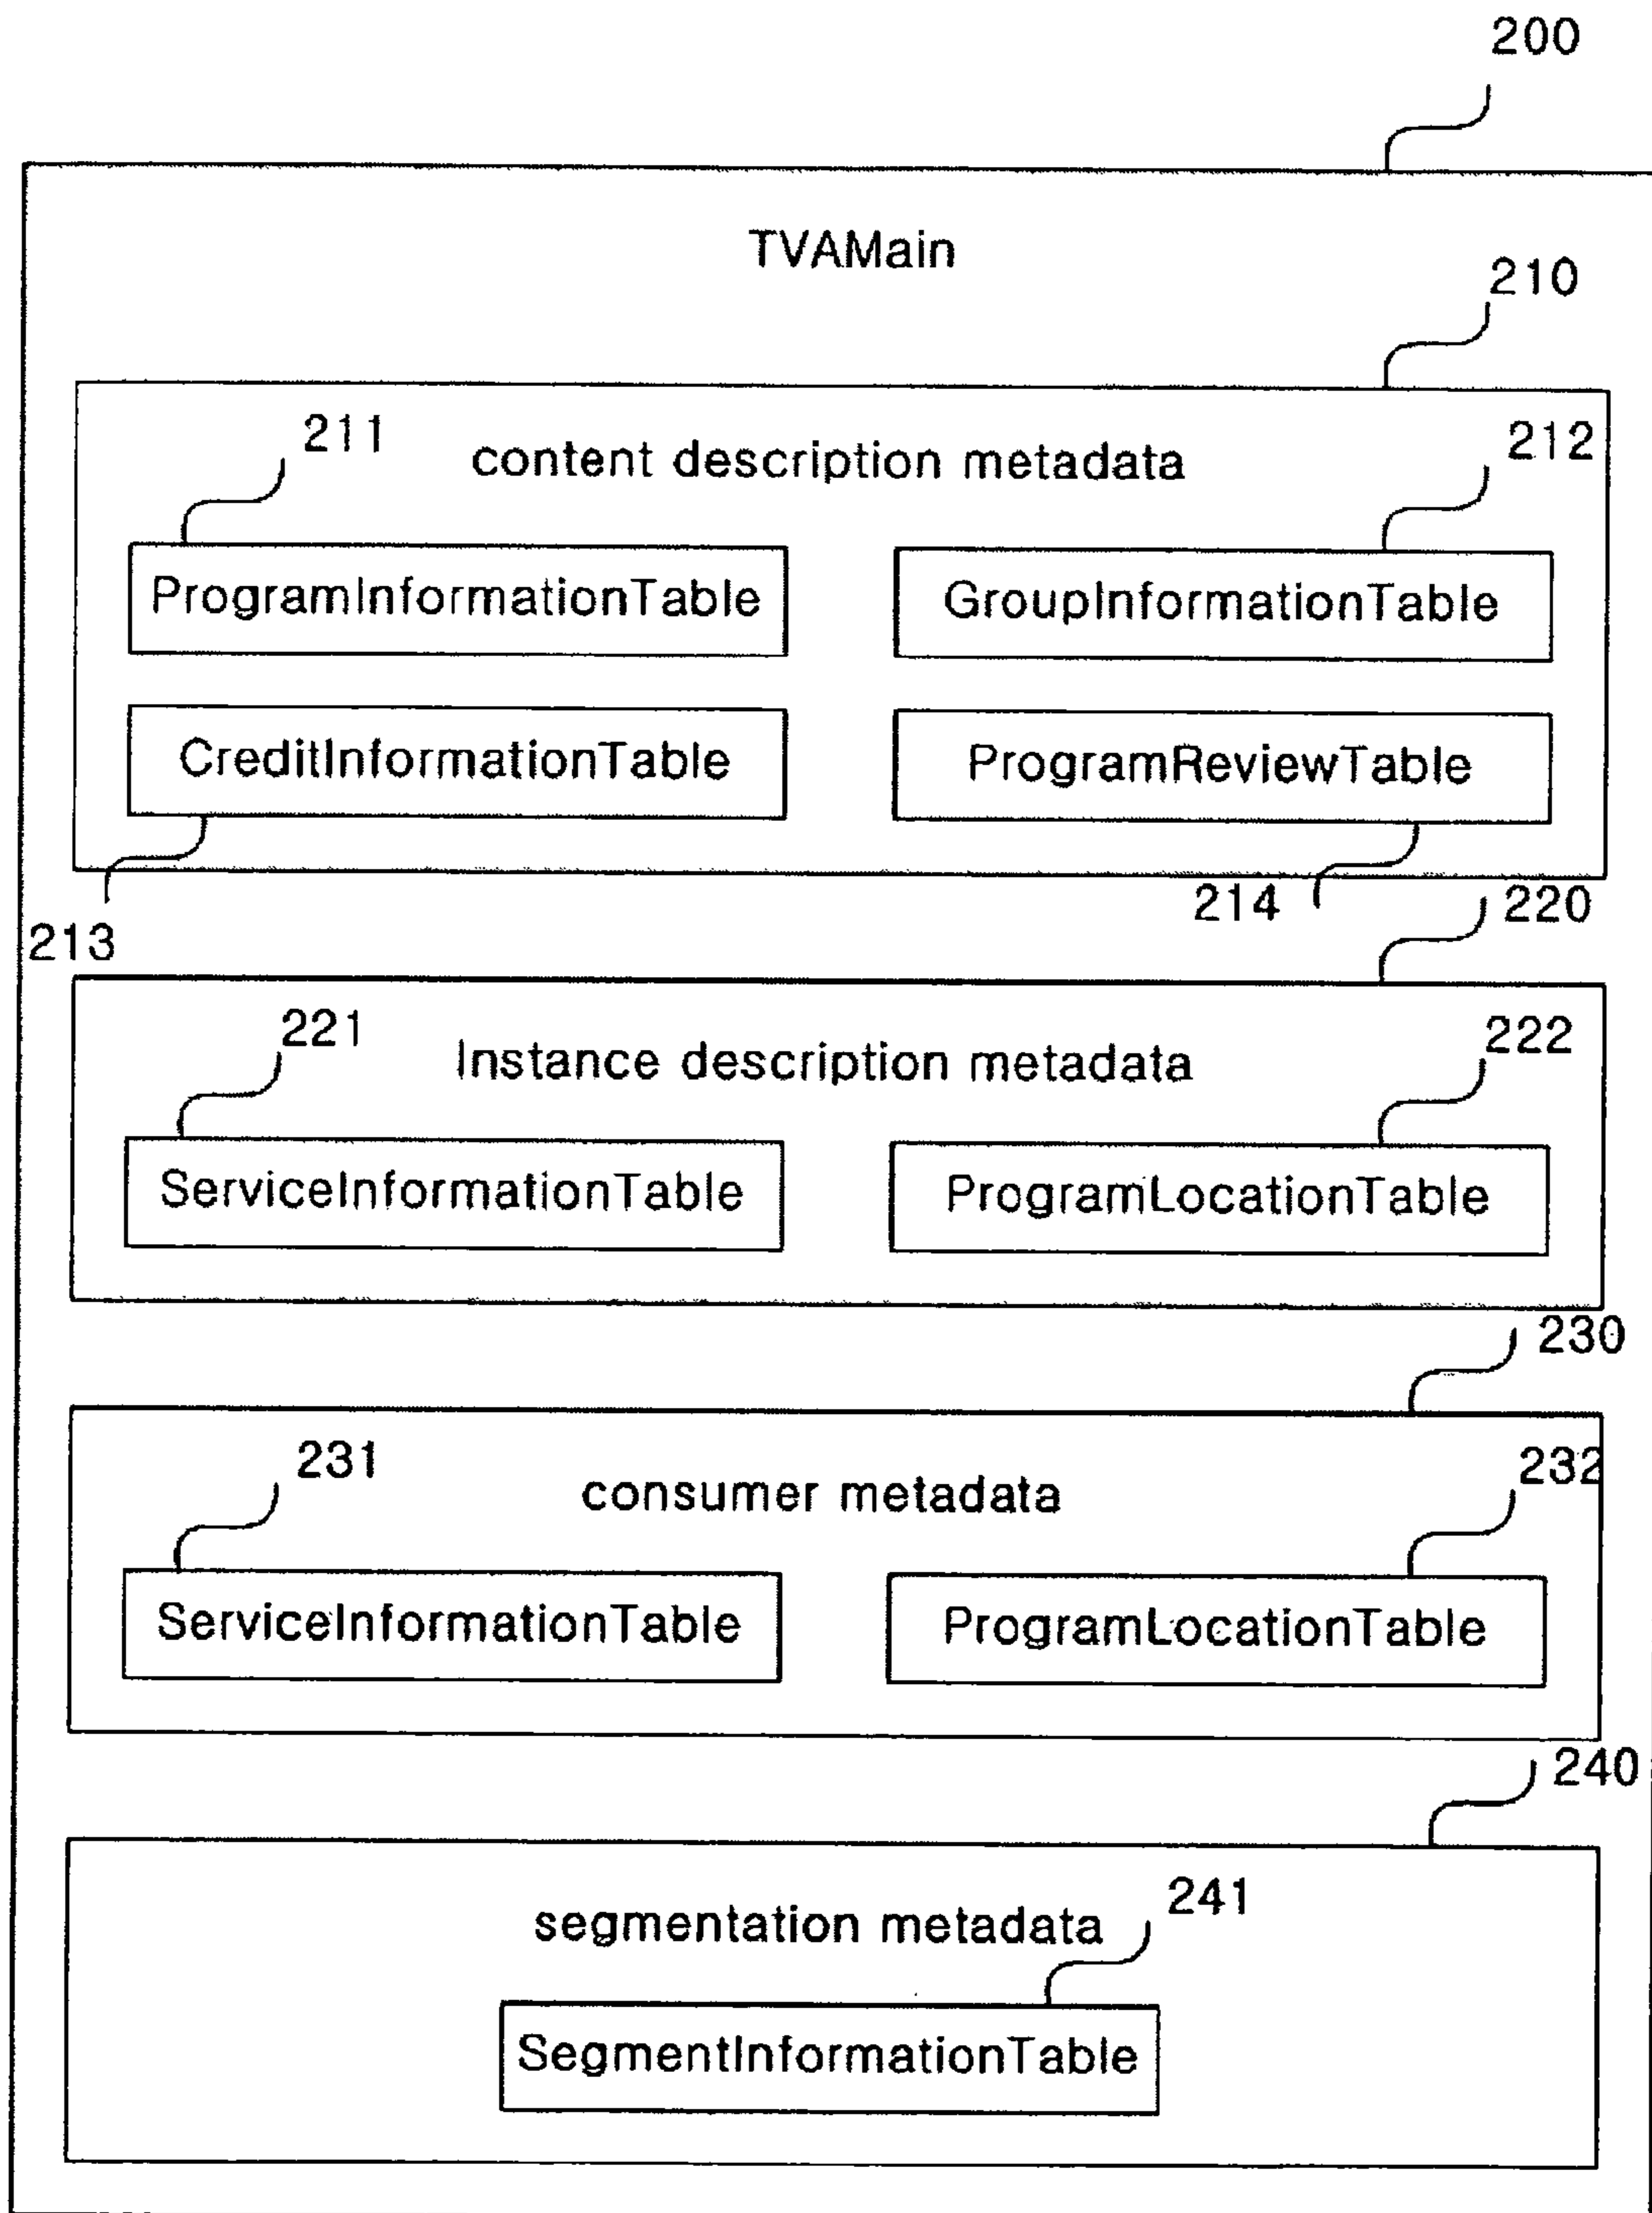 200
TVAMain
210
211
content description metadata
212
ProgramInformationTable
GroupInformationTable
CreditInformationTable
ProgramReviewTable
213
214
220
221
Instance description metadata
222
ServiceInformationTable
ProgramLocationTable
230
231
consumer metadata
232
ServiceInformationTable
ProgramLocationTable
240
241
segmentation metadata
SegmentInformationTable